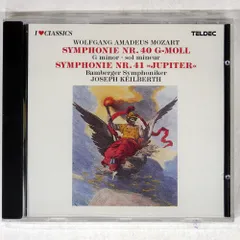 I♥CLASSICS
TELDEC
WOLFGANG AMADEUS MOZART
SYMPHONIE NR. 40 G-MOLL
G minor · sol mineur
SYMPHONIE NR. 41 »JUPITER«
Bamberger Symphoniker
JOSEPH KEILBERTH